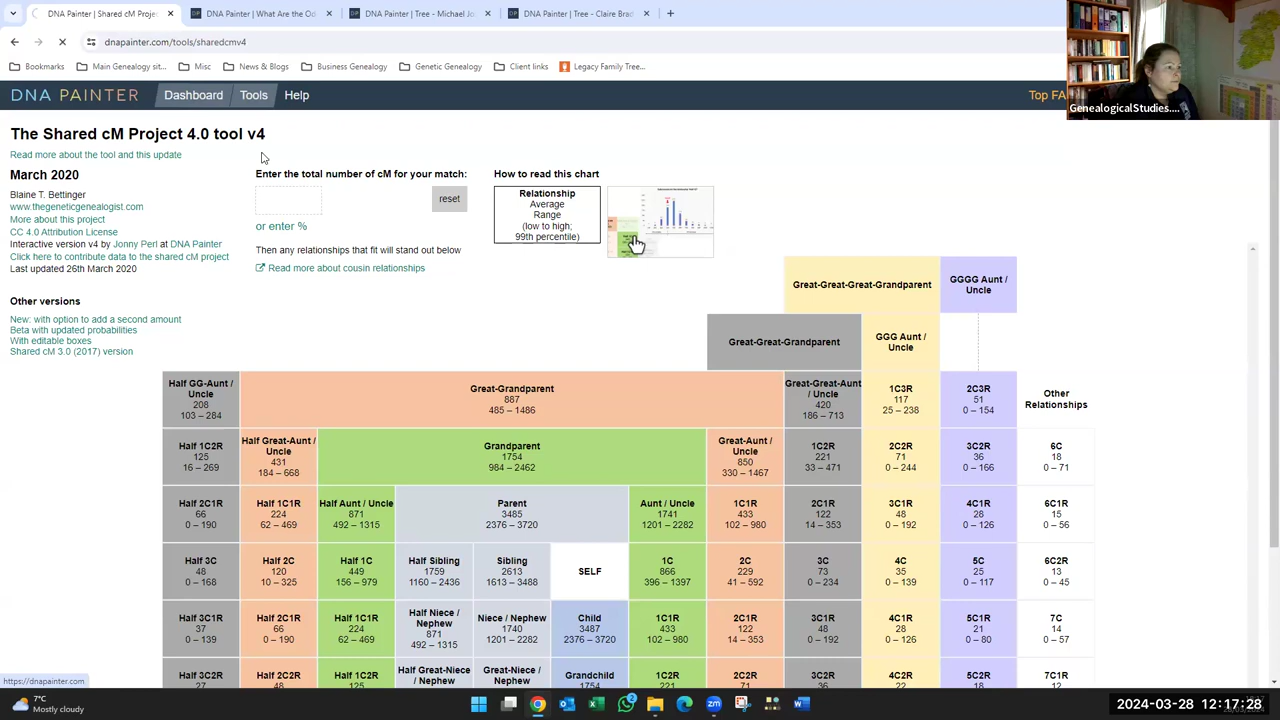 DNA Painter | Shared cM Projec
DNA Painter | What Are the Od
DNA Painter | Tree - Michael Jo
DNA Painter | Tree - Claire Brad
dnapainter.com/tools/sharedcmv4
Bookmarks
Main Genealogy sit...
Misc
News & Blogs
Business Genealogy
Genetic Genealogy
Client links
Legacy Family Tree...
DNA PAINTER
Dashboard
Tools
Help
Top FA
GenealogicalStudies....
The Shared cM Project 4.0 tool v4
Read more about the tool and this update
March 2020
Blaine T. Bettinger
www.thegeneticgenealogist.com
More about this project
CC 4.0 Attribution License
Interactive version v4 by Jonny Perl at DNA Painter
Click here to contribute data to the shared cM project
Last updated 26th March 2020
Other versions
New: with option to add a second amount
Beta with updated probabilities
With editable boxes
Shared cM 3.0 (2017) version
Enter the total number of cM for your match:
reset
or enter %
Then any relationships that fit will stand out below
Read more about cousin relationships
How to read this chart
Relationship
Average
Range
(low to high;
99th percentile)
Great-Great-Great-Grandparent
GGGG Aunt /
Uncle
Great-Great-Grandparent
GGG Aunt /
Uncle
Half GG-Aunt /
Uncle
208
103 – 284
Great-Grandparent
887
485 – 1486
Great-Great-Aunt
/ Uncle
420
186 – 713
1C3R
117
25 – 238
2C3R
51
0 – 154
Other
Relationships
Half 1C2R
125
16 – 269
Half Great-Aunt /
Uncle
431
184 – 668
Grandparent
1754
984 – 2462
Great-Aunt /
Uncle
850
330 – 1467
1C2R
221
33 – 471
2C2R
71
0 – 244
3C2R
36
0 – 166
6C
18
0 – 71
Half 2C1R
66
0 – 190
Half 1C1R
224
62 – 469
Half Aunt / Uncle
871
492 – 1315
Parent
3485
2376 – 3720
Aunt / Uncle
1741
1201 – 2282
1C1R
433
102 – 980
2C1R
122
14 – 353
3C1R
48
0 – 192
4C1R
28
0 – 126
6C1R
15
0 – 56
Half 3C
48
0 – 168
Half 2C
120
10 – 325
Half 1C
449
156 – 979
Half Sibling
1759
1160 – 2436
Sibling
2613
1613 – 3488
SELF
1C
866
396 – 1397
2C
229
41 – 592
3C
73
0 – 234
4C
35
0 – 139
5C
25
0 – 117
6C2R
13
0 – 45
Half 3C1R
37
0 – 139
Half 2C1R
66
0 – 190
Half 1C1R
224
62 – 469
Half Niece /
Nephew
871
492 – 1315
Niece / Nephew
1740
1201 – 2282
Child
3487
2376 – 3720
1C1R
433
102 – 980
2C1R
122
14 – 353
3C1R
48
0 – 192
4C1R
28
0 – 126
5C1R
21
0 – 80
7C
14
0 – 57
Half 3C2R
27
Half 2C2R
48
Half 1C2R
125
Half Great-Niece
/ Nephew
Great-Niece /
Nephew
Grandchild
1754
1C2R
221
2C2R
71
3C2R
36
4C2R
22
5C2R
18
7C1R
12
https://dnapainter.com
7°C
Mostly cloudy
2
2024-03-28 12:17:28